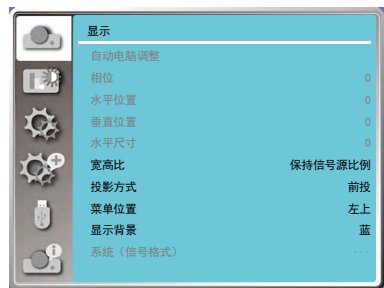 显示
自动电脑调整
相位 0
水平位置 0
垂直位置 0
水平尺寸 0
宽高比 保持信号源比例
投影方式 前投
菜单位置 左上
显示背景 蓝
系统（信号格式） ---